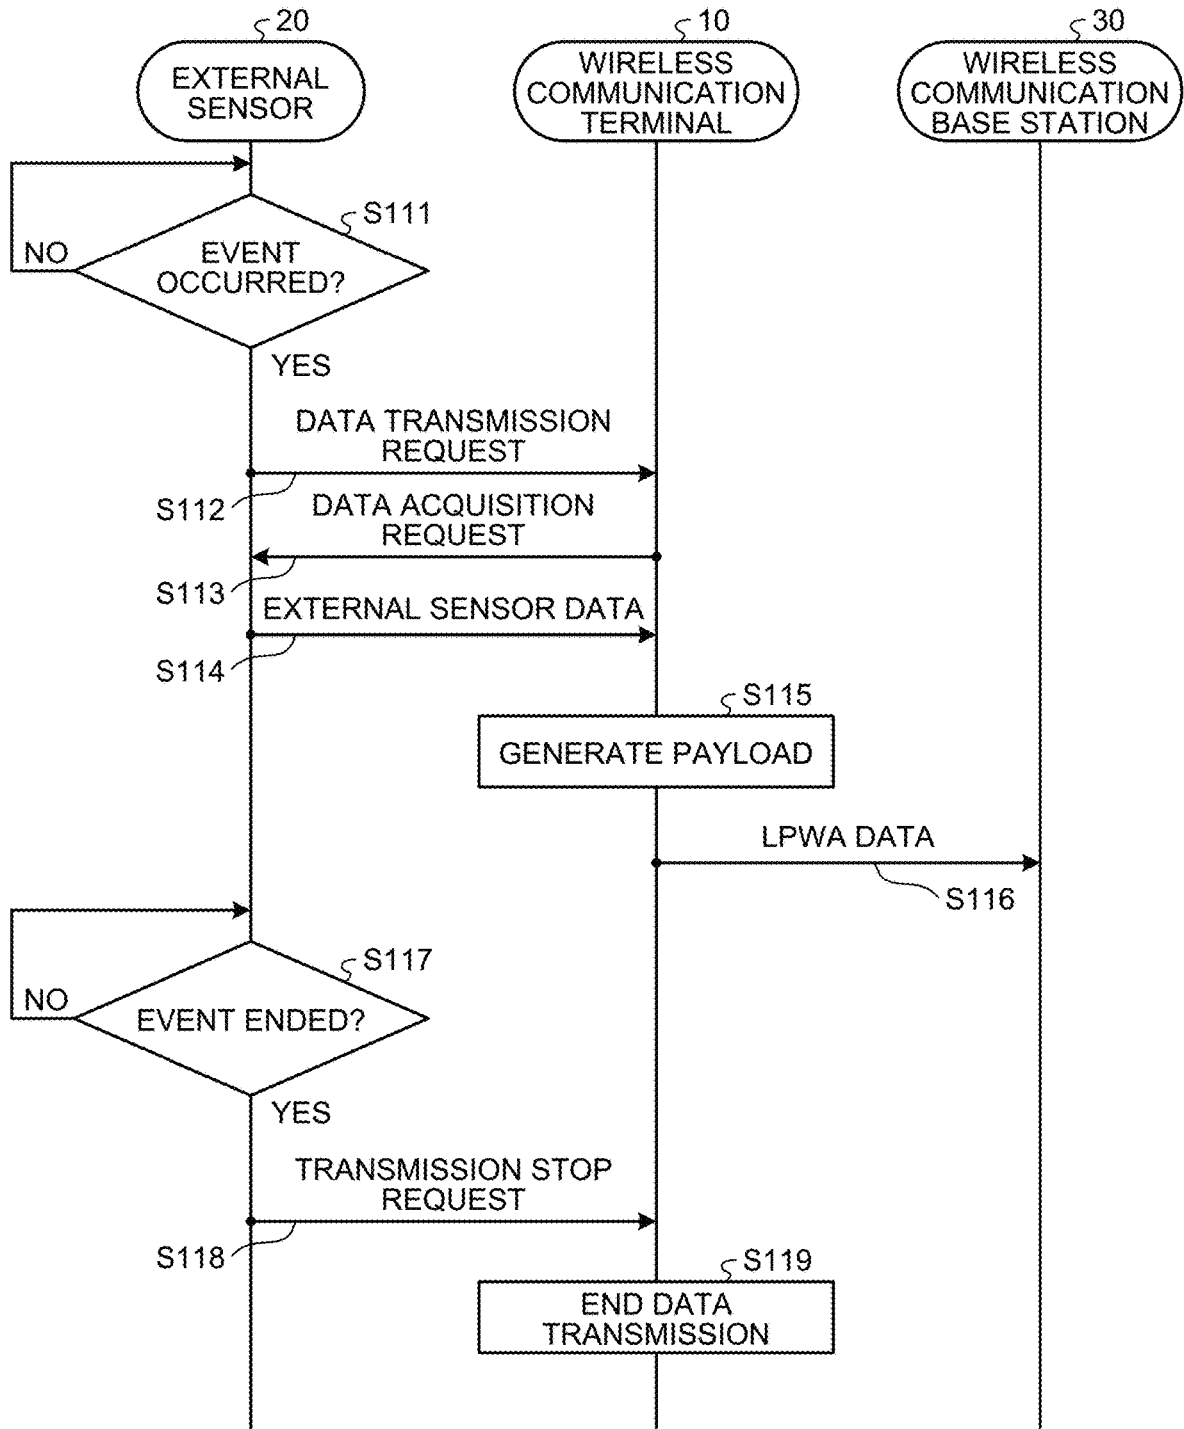 20
10
30
EXTERNAL
SENSOR
WIRELESS
COMMUNICATION
TERMINAL
WIRELESS
COMMUNICATION
BASE STATION
S111
NO
EVENT
OCCURRED?
YES
DATA TRANSMISSION
REQUEST
S112
DATA ACQUISITION
REQUEST
S113
EXTERNAL SENSOR DATA
S114
S115
GENERATE PAYLOAD
LPWA DATA
S116
S117
NO
EVENT ENDED?
YES
TRANSMISSION STOP
REQUEST
S118
S119
END DATA
TRANSMISSION